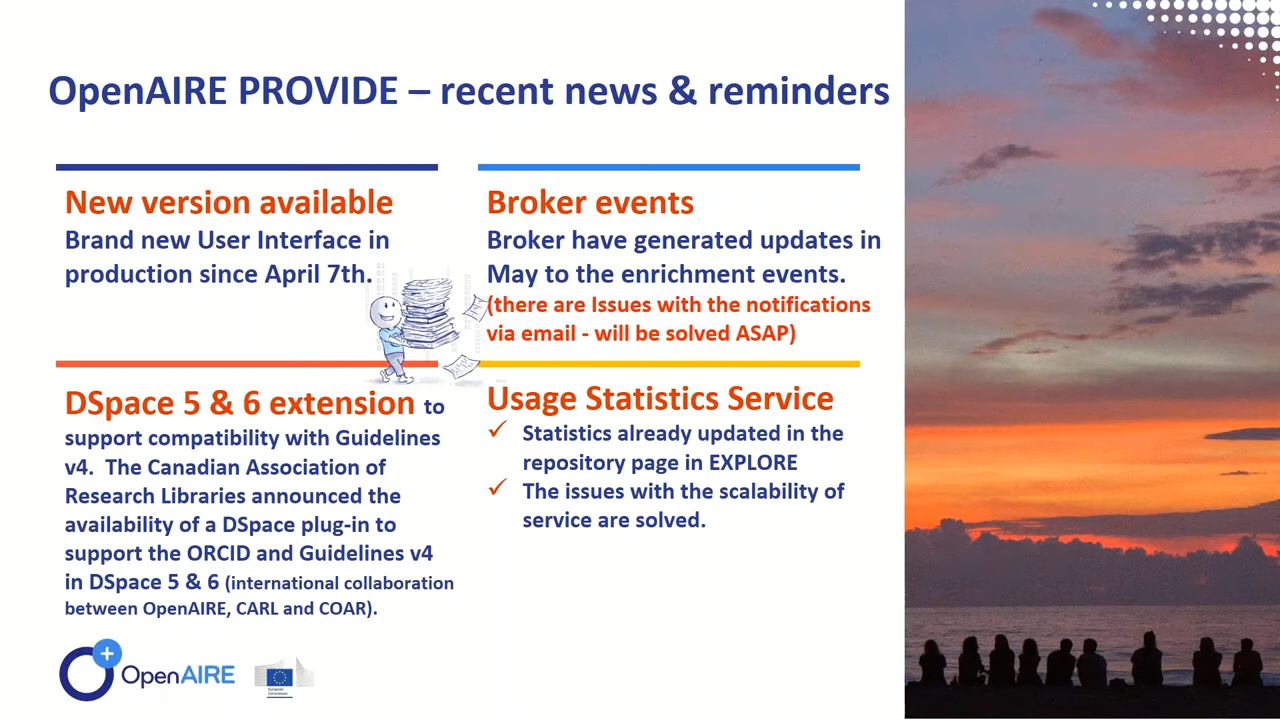 OpenAIRE PROVIDE – recent news & reminders
New version available
Brand new User Interface in
production since April 7th.
Broker events
Broker have generated updates in
May to the enrichment events.
(there are Issues with the notifications
via email - will be solved ASAP)
DSpace 5 & 6 extension to
support compatibility with Guidelines
v4. The Canadian Association of
Research Libraries announced the
availability of a DSpace plug-in to
support the ORCID and Guidelines v4
in DSpace 5 & 6 (international collaboration
between OpenAIRE, CARL and COAR).
Usage Statistics Service
✓ Statistics already updated in the
repository page in EXPLORE
✓ The issues with the scalability of
service are solved.
OpenAIRE
European
Commission